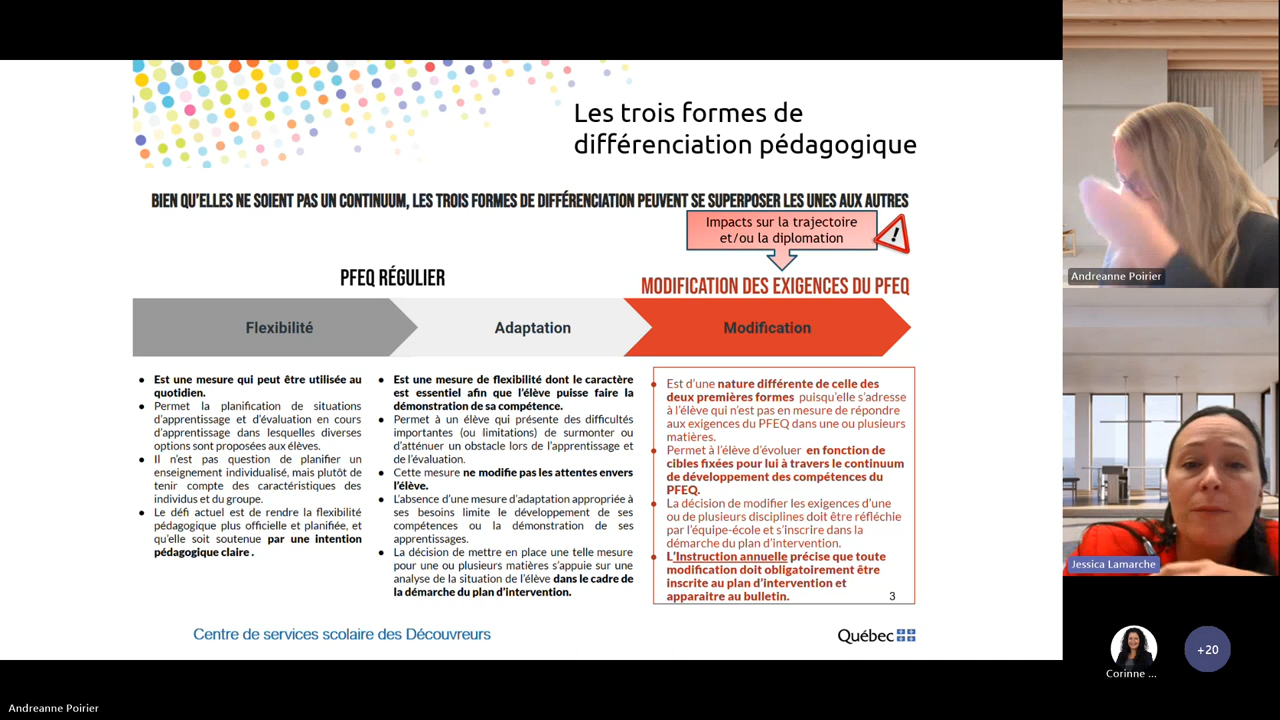 Les trois formes de
différenciation pédagogique
BIEN QU'ELLES NE SOIENT PAS UN CONTINUUM, LES TROIS FORMES DE DIFFÉRENCIATION PEUVENT SE SUPERPOSER LES UNES AUX AUTRES
Impacts sur la trajectoire
et/ou la diplomation
PFEQ RÉGULIER
MODIFICATION DES EXIGENCES DU PFEQ
Flexibilité
Adaptation
Modification
● Est une mesure qui peut être utilisée au
quotidien.
● Permet la planification de situations
d'apprentissage et d'évaluation en cours
d'apprentissage dans lesquelles diverses
options sont proposées aux élèves.
● Il n'est pas question de planifier un
enseignement individualisé, mais plutôt de
tenir compte des caractéristiques des
individus et du groupe.
● Le défi actuel est de rendre la flexibilité
pédagogique plus officielle et planifiée, et
qu'elle soit soutenue par une intention
pédagogique claire .
● Est une mesure de flexibilité dont le caractère
est essentiel afin que l'élève puisse faire la
démonstration de sa compétence.
● Permet à un élève qui présente des difficultés
importantes (ou limitations) de surmonter ou
d'atténuer un obstacle lors de l'apprentissage et
de l'évaluation.
● Cette mesure ne modifie pas les attentes envers
l'élève.
● L'absence d'une mesure d'adaptation appropriée à
ses besoins limite le développement de ses
compétences ou la démonstration de ses
apprentissages.
● La décision de mettre en place une telle mesure
pour une ou plusieurs matières s'appuie sur une
analyse de la situation de l'élève dans le cadre de
la démarche du plan d'intervention.
● Est d'une nature différente de celle des
deux premières formes puisqu'elle s'adresse
à l'élève qui n'est pas en mesure de répondre
aux exigences du PFEQ dans une ou plusieurs
matières.
● Permet à l'élève d'évoluer en fonction de
cibles fixées pour lui à travers le continuum
de développement des compétences du
PFEQ.
● La décision de modifier les exigences d'une
ou de plusieurs disciplines doit être réfléchie
par l'équipe-école et s'inscrire dans la
démarche du plan d'intervention.
● L'Instruction annuelle précise que toute
modification doit obligatoirement être
inscrite au plan d'intervention et
apparaitre au bulletin.
3
Centre de services scolaire des Découvreurs
Québec
Andreanne Poirier
Jessica Lamarche
Corinne ...
+20
Andreanne Poirier